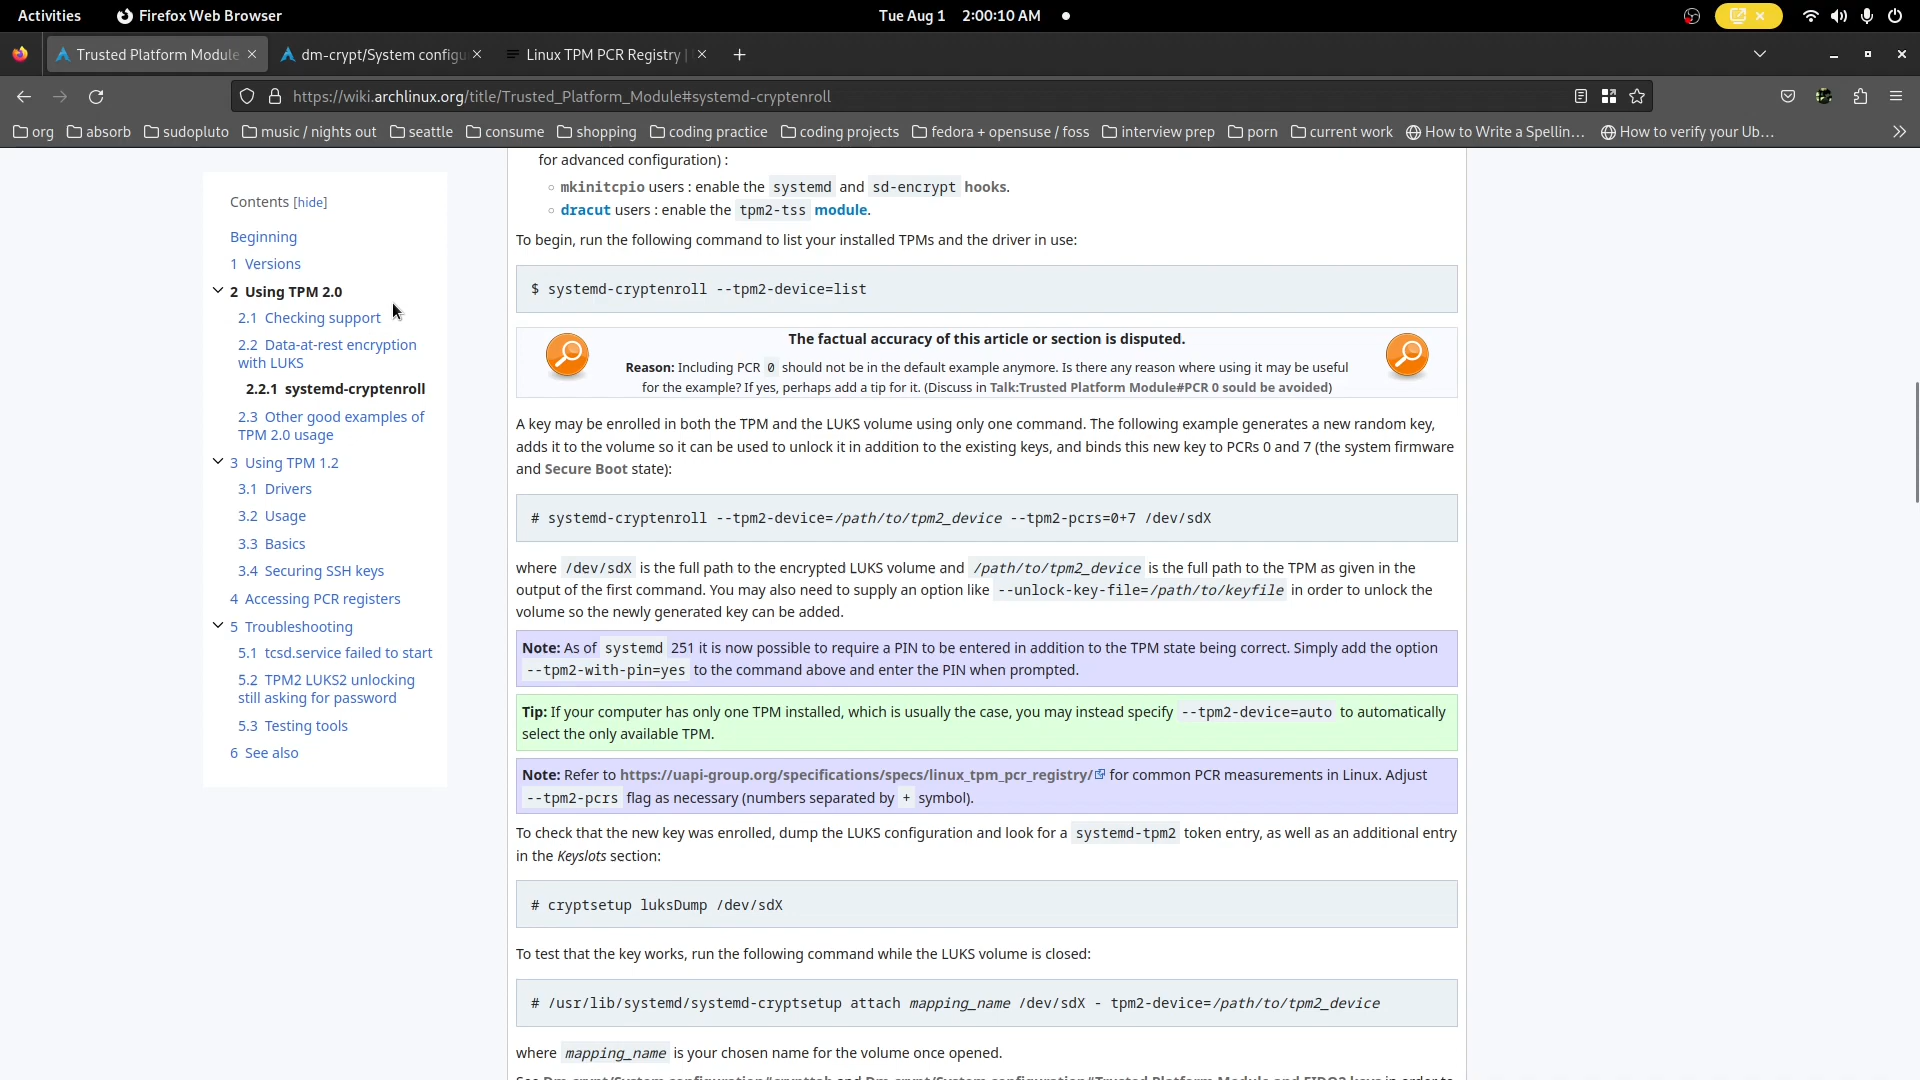 Activities Firefox Web Browser Tue Aug 1 2:00:10 AM
Trusted Platform Module dm-crypt/System configu Linux TPM PCR Registry |
https://wiki.archlinux.org/title/Trusted_Platform_Module#systemd-cryptenroll
org absorb sudopluto music / nights out seattle consume shopping coding practice coding projects fedora + opensuse / foss interview prep porn current work How to Write a Spellin… How to verify your Ub…
Contents [hide]
Beginning
1 Versions
2 Using TPM 2.0
2.1 Checking support
2.2 Data-at-rest encryption
with LUKS
2.2.1 systemd-cryptenroll
2.3 Other good examples of
TPM 2.0 usage
3 Using TPM 1.2
3.1 Drivers
3.2 Usage
3.3 Basics
3.4 Securing SSH keys
4 Accessing PCR registers
5 Troubleshooting
5.1 tcsd.service failed to start
5.2 TPM2 LUKS2 unlocking
still asking for password
5.3 Testing tools
6 See also
for advanced configuration) :
mkinitcpio users : enable the systemd and sd-encrypt hooks.
dracut users : enable the tpm2-tss module.
To begin, run the following command to list your installed TPMs and the driver in use:
$ systemd-cryptenroll --tpm2-device=list
The factual accuracy of this article or section is disputed.
Reason: Including PCR 0 should not be in the default example anymore. Is there any reason where using it may be useful
for the example? If yes, perhaps add a tip for it. (Discuss in Talk:Trusted Platform Module#PCR 0 sould be avoided)
A key may be enrolled in both the TPM and the LUKS volume using only one command. The following example generates a new random key,
adds it to the volume so it can be used to unlock it in addition to the existing keys, and binds this new key to PCRs 0 and 7 (the system firmware
and Secure Boot state):
# systemd-cryptenroll --tpm2-device=/path/to/tpm2_device --tpm2-pcrs=0+7 /dev/sdX
where /dev/sdX is the full path to the encrypted LUKS volume and /path/to/tpm2_device is the full path to the TPM as given in the
output of the first command. You may also need to supply an option like --unlock-key-file=/path/to/keyfile in order to unlock the
volume so the newly generated key can be added.
Note: As of systemd 251 it is now possible to require a PIN to be entered in addition to the TPM state being correct. Simply add the option
--tpm2-with-pin=yes to the command above and enter the PIN when prompted.
Tip: If your computer has only one TPM installed, which is usually the case, you may instead specify --tpm2-device=auto to automatically
select the only available TPM.
Note: Refer to https://uapi-group.org/specifications/specs/linux_tpm_pcr_registry/ for common PCR measurements in Linux. Adjust
--tpm2-pcrs flag as necessary (numbers separated by + symbol).
To check that the new key was enrolled, dump the LUKS configuration and look for a systemd-tpm2 token entry, as well as an additional entry
in the Keyslots section:
# cryptsetup luksDump /dev/sdX
To test that the key works, run the following command while the LUKS volume is closed:
# /usr/lib/systemd/systemd-cryptsetup attach mapping_name /dev/sdX - tpm2-device=/path/to/tpm2_device
where mapping_name is your chosen name for the volume once opened.
See Dm-crypt/System configuration#crypttab and Dm-crypt/System configuration#Trusted Platform Module and FIDO2 keys in order to